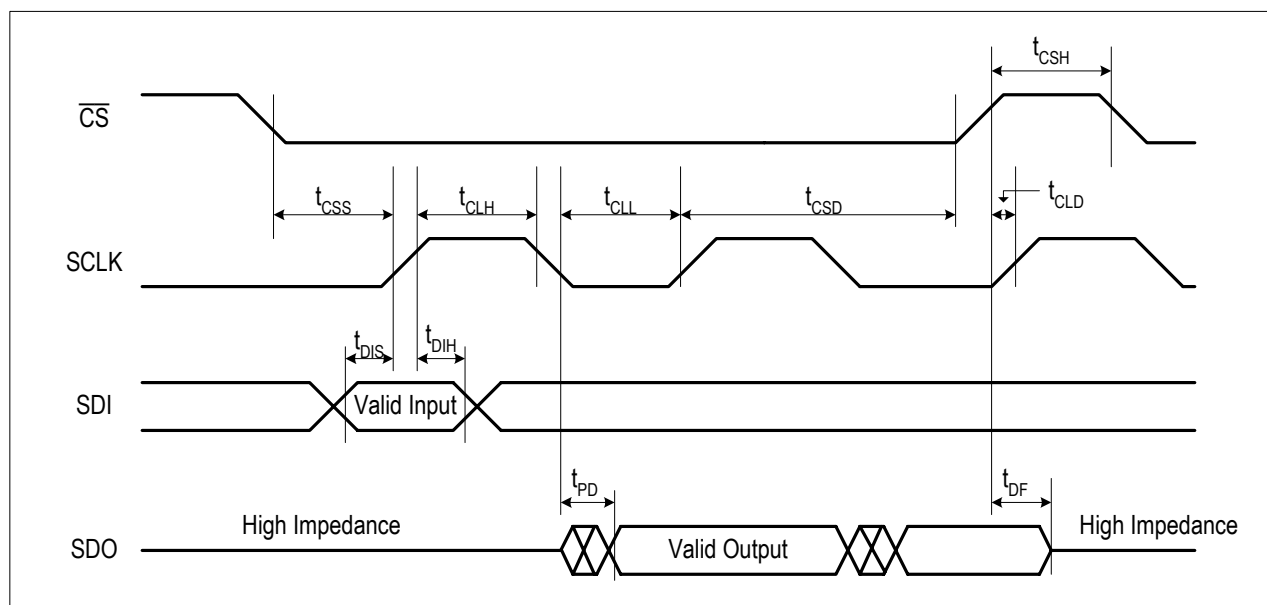 tCSH
CS
tCSS
tCLH
tCLL
tCSD
tCLD
SCLK
tDIS
tDIH
SDI
Valid Input
tPD
tDF
High Impedance
High Impedance
SDO
Valid Output